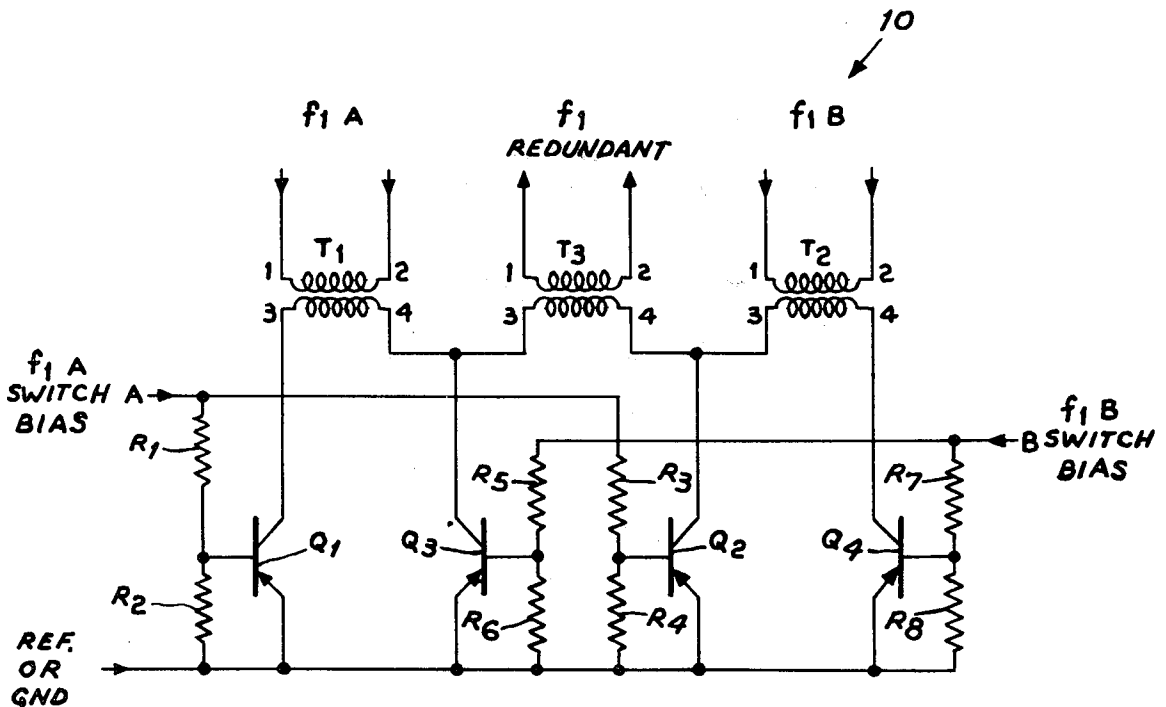 10
f1 A
f1
REDUNDANT
f1 B
T1
T3
T2
1 2
1 2
1 2
3 4
3 4
3 4
f1 A
SWITCH A
BIAS
f1 B
B SWITCH
BIAS
R1
R5
R3
R7
Q1
Q3
Q2
Q4
R2
R6
R4
R8
REF.
OR
GND